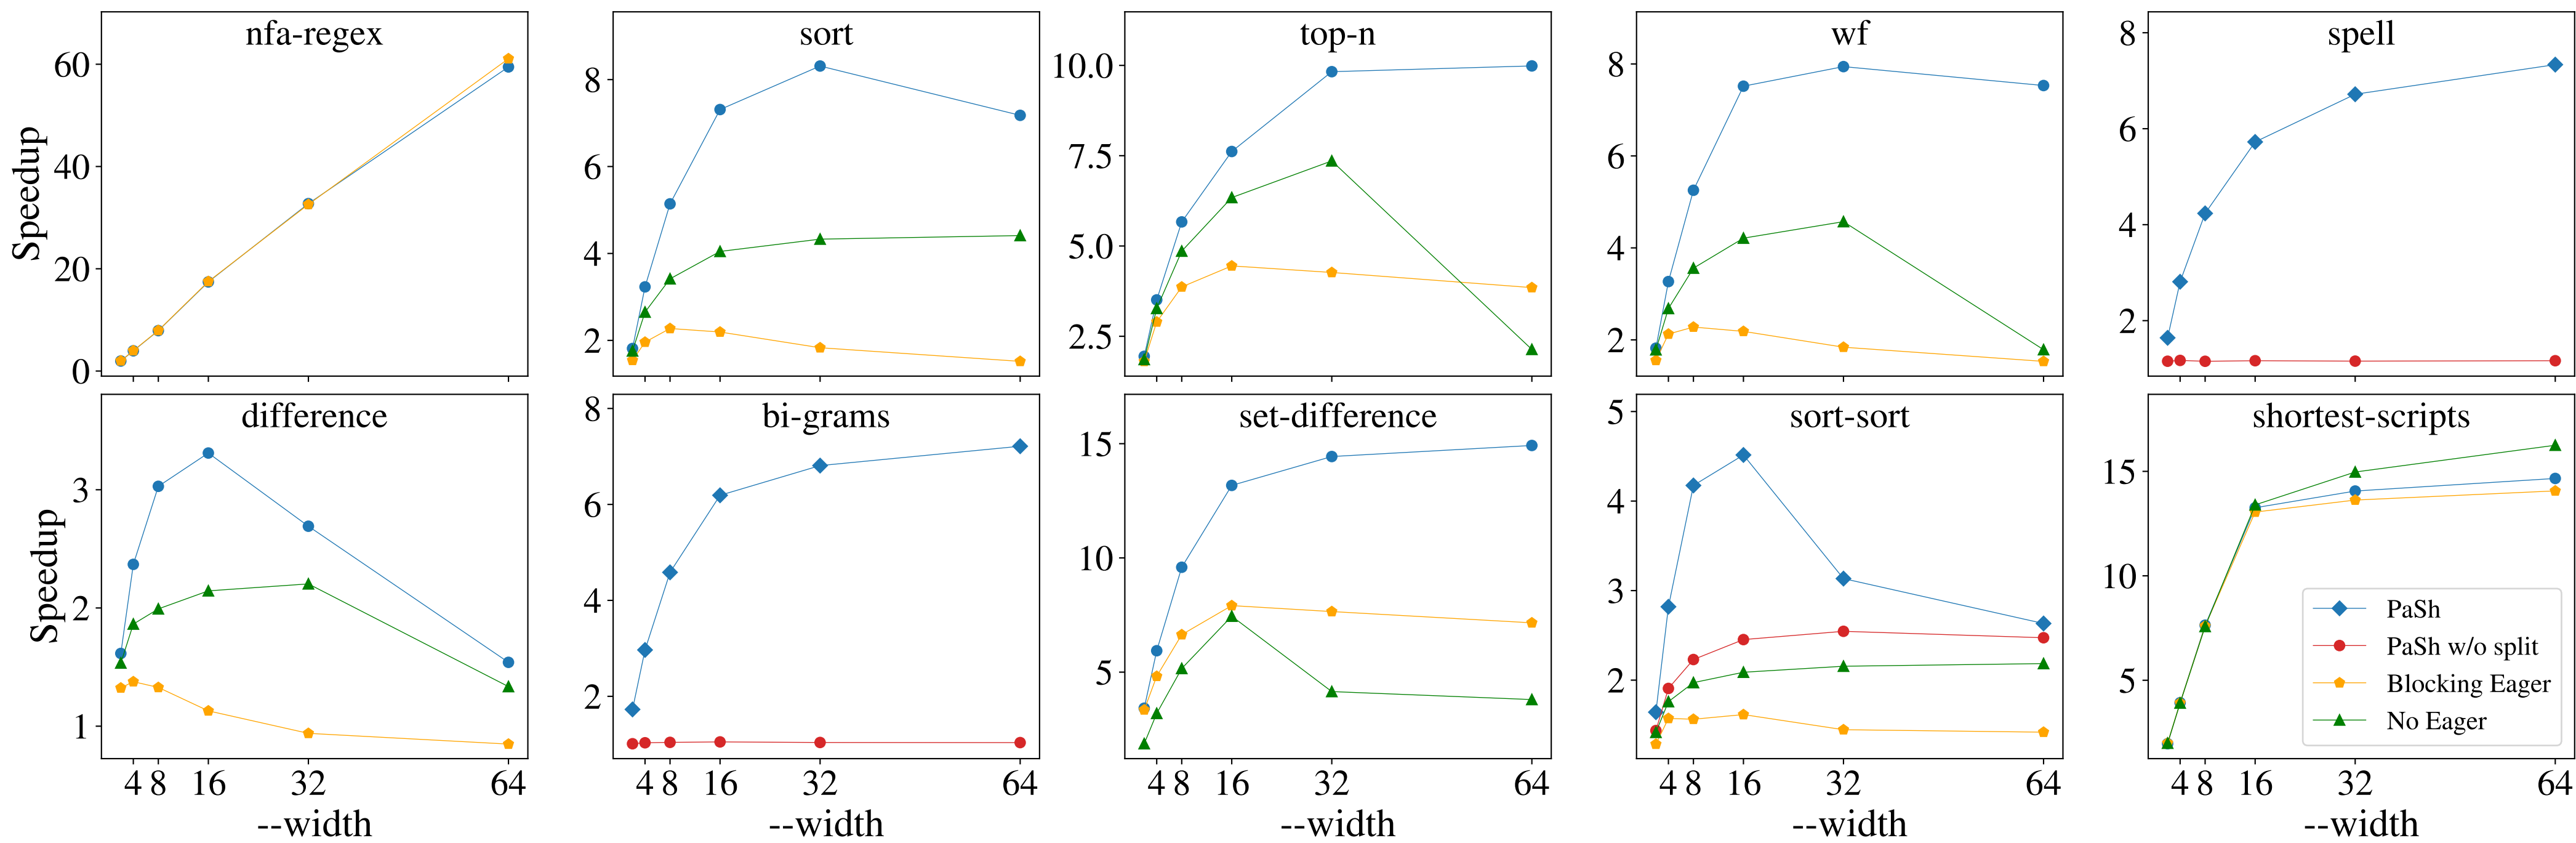 nfa-regex
sort
top-n
wf
spell
Speedup
60
40
20
0
8
6
4
2
10.0
7.5
5.0
2.5
8
6
4
2
8
6
4
2
difference
bi-grams
set-difference
sort-sort
shortest-scripts
Speedup
3
2
1
8
6
4
2
15
10
5
5
4
3
2
15
10
5
PaSh
PaSh w/o split
Blocking Eager
No Eager
4 8 16 32 64
4 8 16 32 64
4 8 16 32 64
4 8 16 32 64
4 8 16 32 64
--width
--width
--width
--width
--width